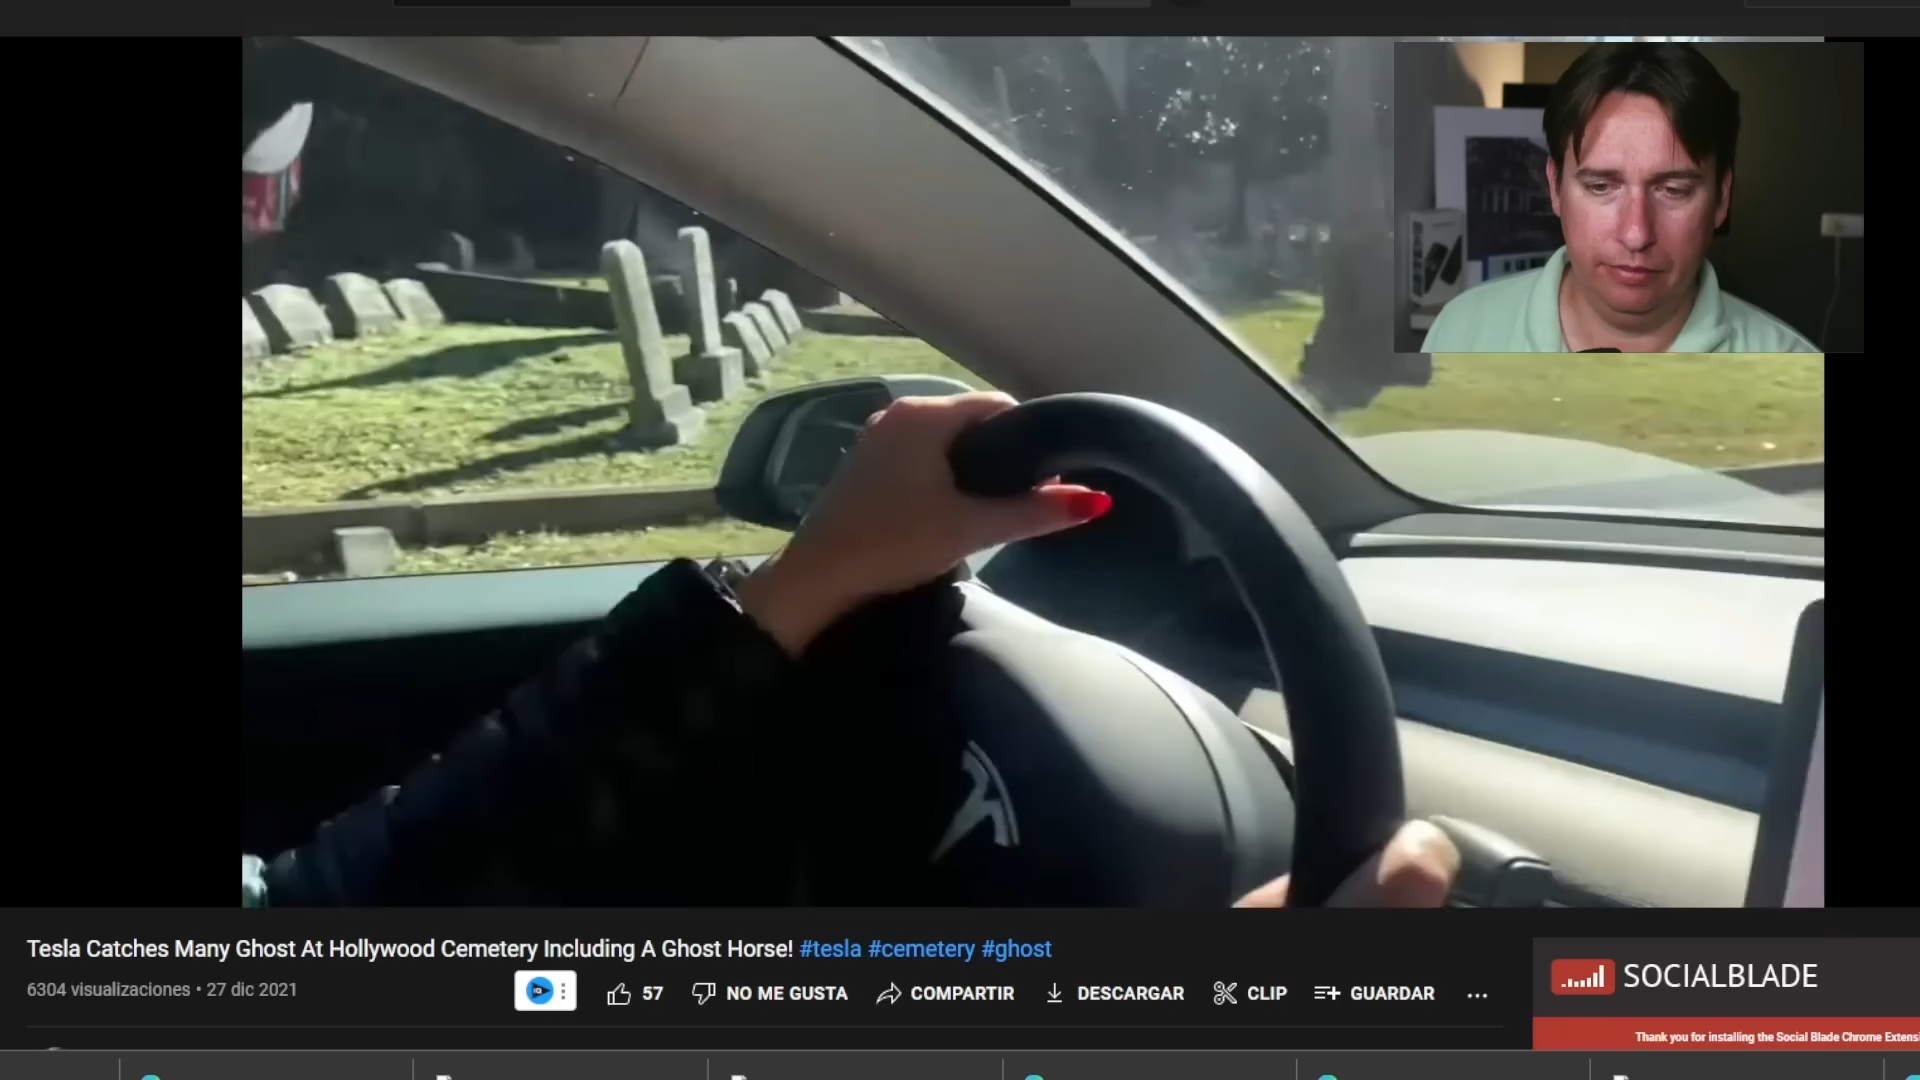 Tesla Catches Many Ghost At Hollywood Cemetery Including A Ghost Horse! #tesla #cemetery #ghost
6304 visualizaciones • 27 dic 2021
57
NO ME GUSTA
COMPARTIR
DESCARGAR
CLIP
GUARDAR
SOCIALBLADE
Thank you for installing the Social Blade Chrome